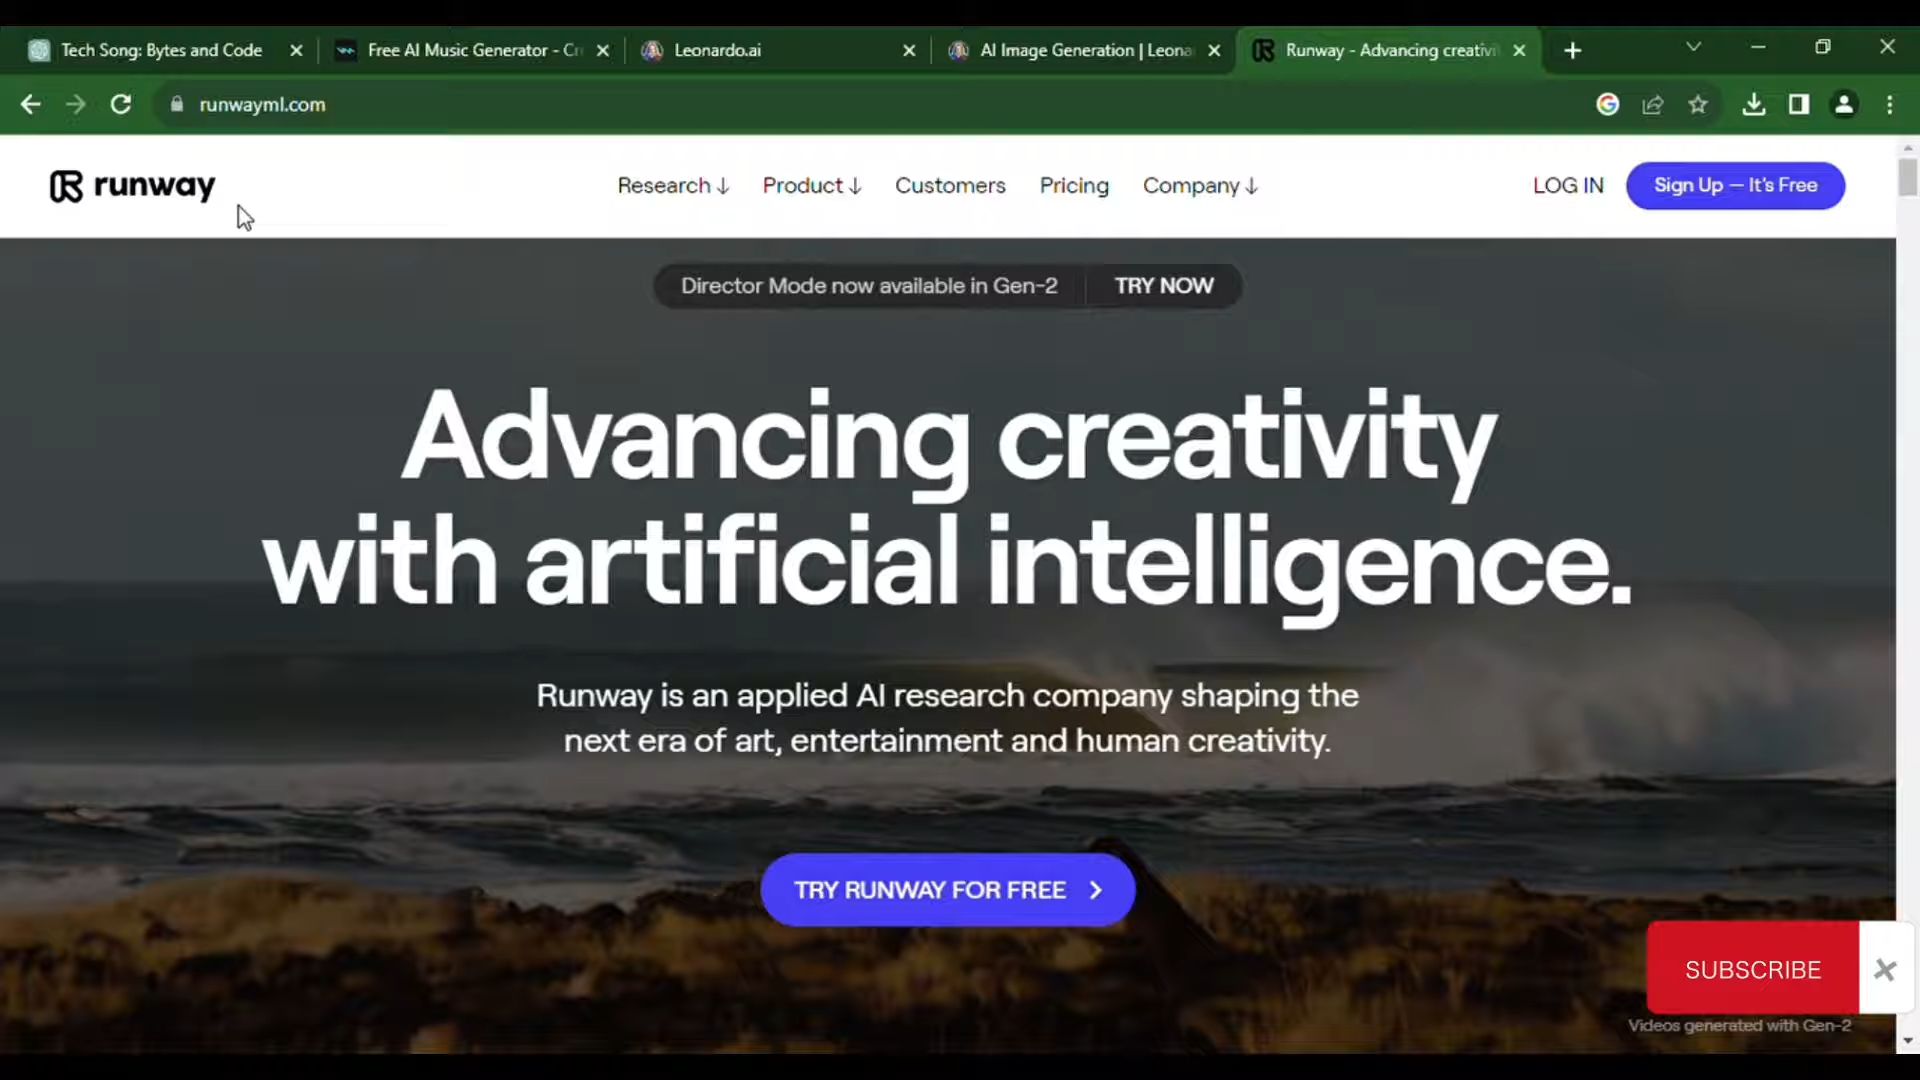 Tech Song: Bytes and Code
Free AI Music Generator - Cr
Leonardo.ai
AI Image Generation | Leona
Runway - Advancing creativi
runwayml.com
runway
Research ↓
Product ↓
Customers
Pricing
Company ↓
LOG IN
Sign Up — It's Free
Director Mode now available in Gen-2
TRY NOW
Advancing creativity
with artificial intelligence.
Runway is an applied AI research company shaping the
next era of art, entertainment and human creativity.
TRY RUNWAY FOR FREE
SUBSCRIBE
Videos generated with Gen-2